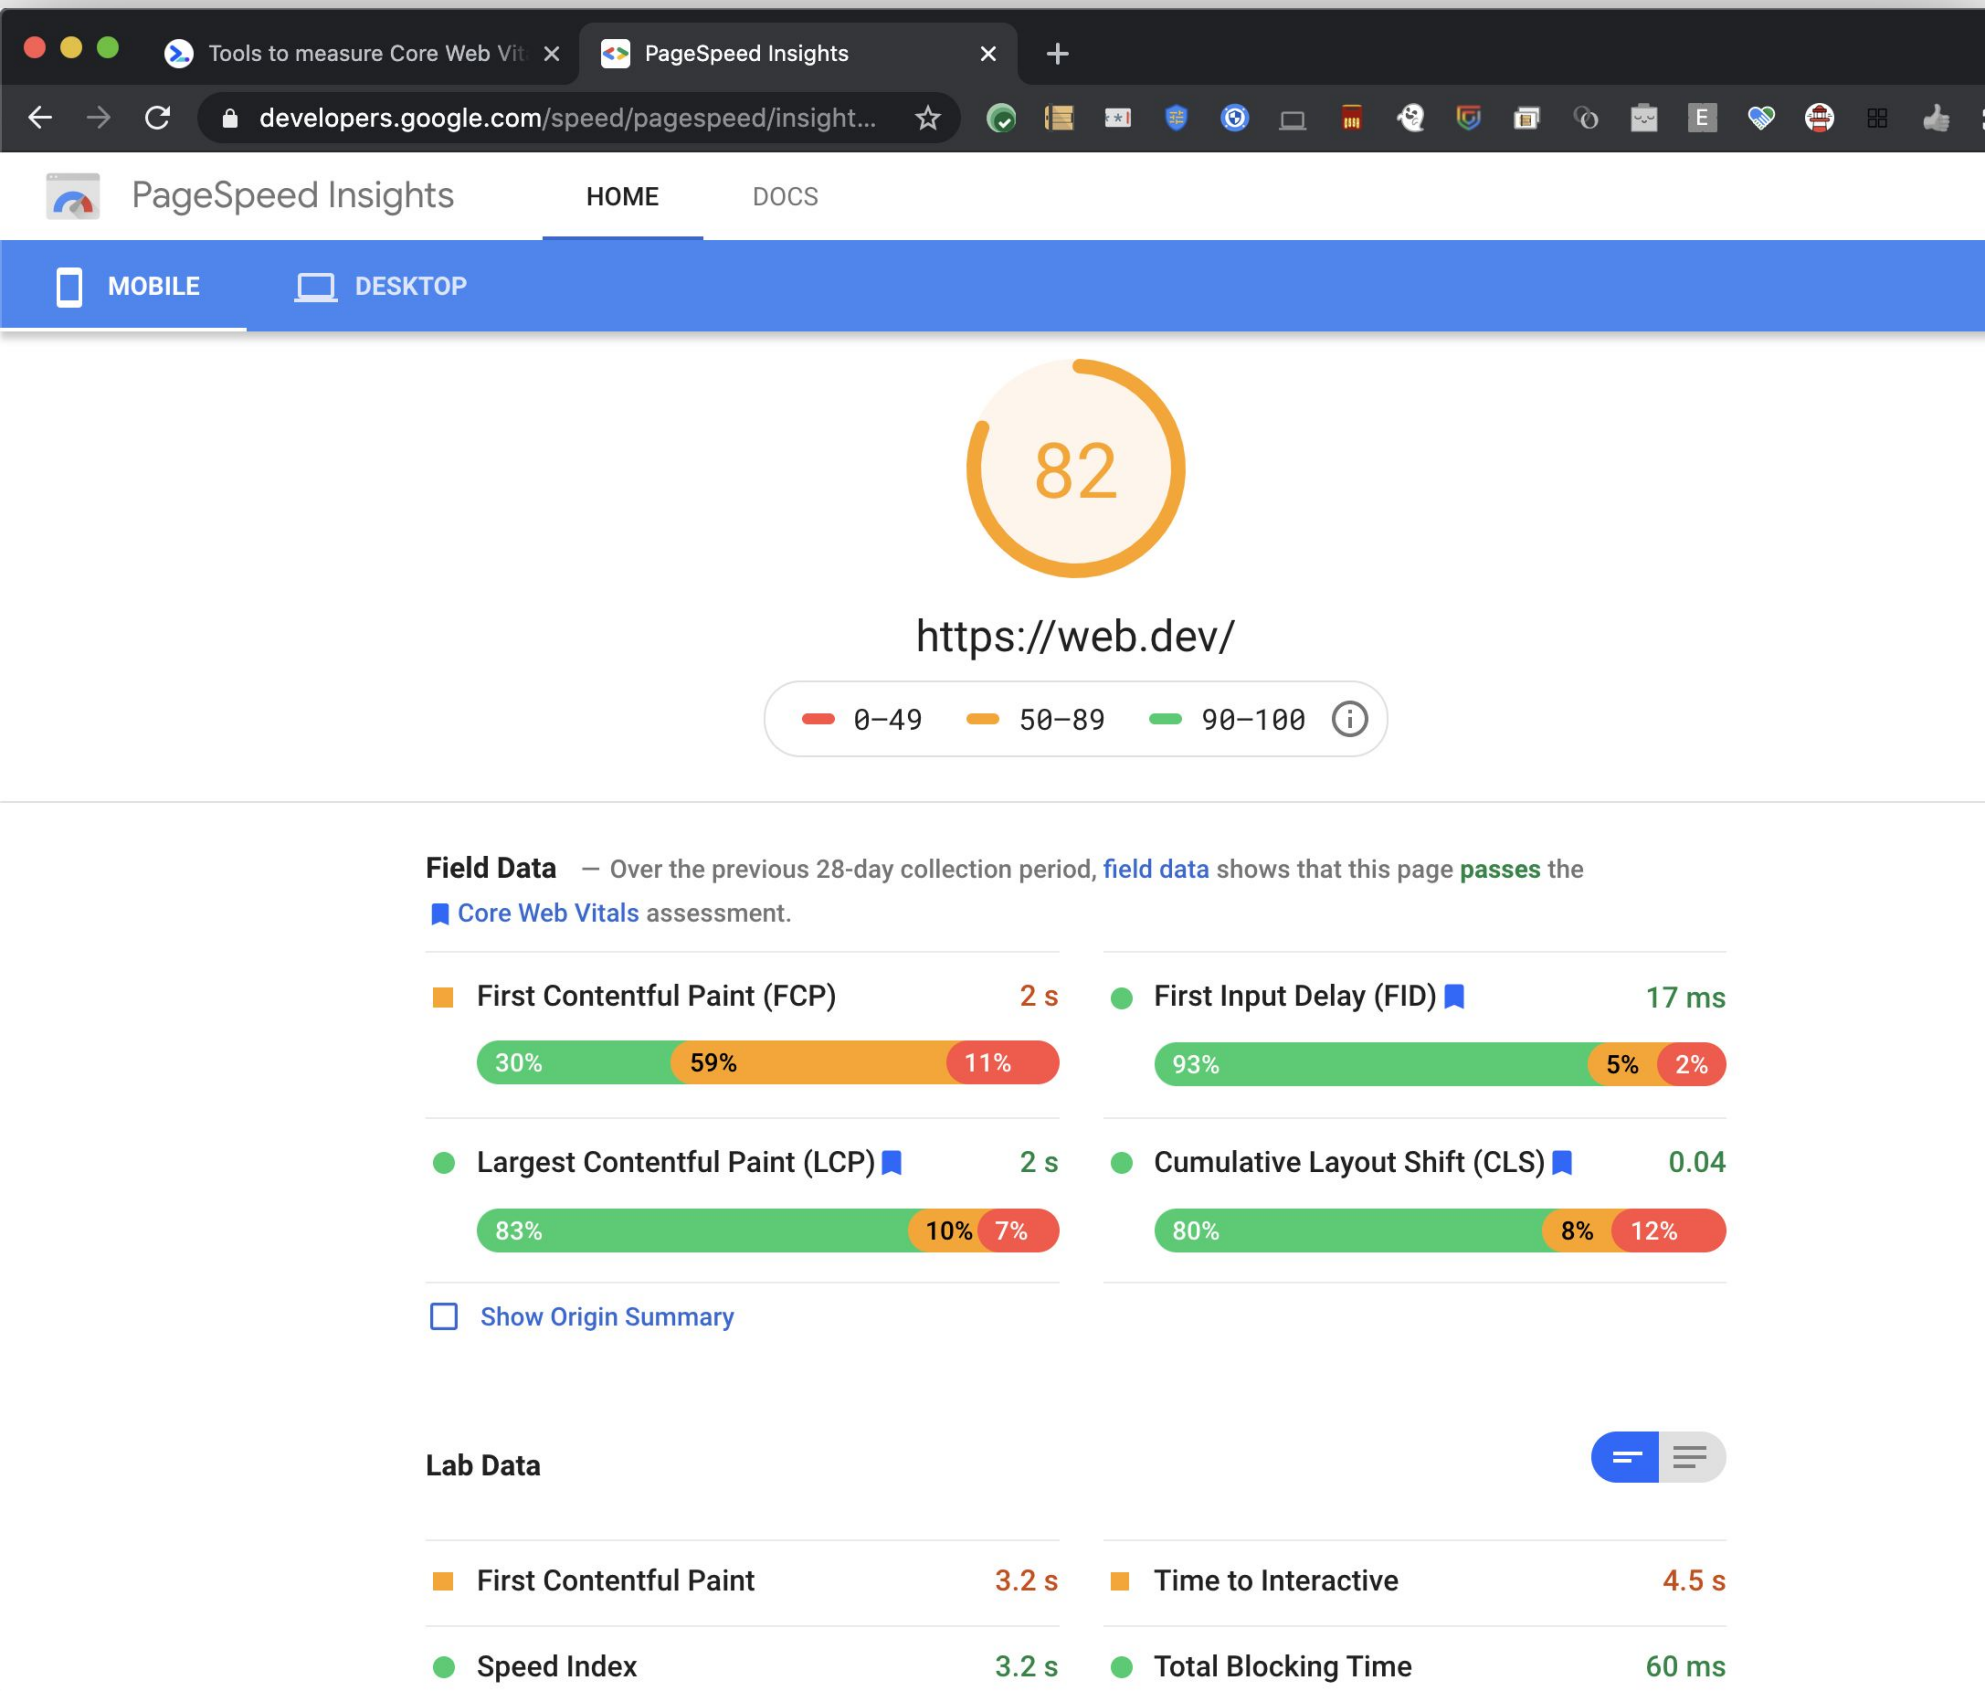 Tools to measure Core Web Vit
PageSpeed Insights
developers.google.com/speed/pagespeed/insight...
E
PageSpeed Insights
HOME
DOCS
MOBILE
DESKTOP
82
https://web.dev/
0–49 50–89 90–100
Field Data — Over the previous 28-day collection period, field data shows that this page passes the
Core Web Vitals assessment.
First Contentful Paint (FCP) 2 s
30% 59% 11%
First Input Delay (FID) 17 ms
93% 5% 2%
Largest Contentful Paint (LCP) 2 s
83% 10% 7%
Cumulative Layout Shift (CLS) 0.04
80% 8% 12%
Show Origin Summary
Lab Data
First Contentful Paint 3.2 s
Time to Interactive 4.5 s
Speed Index 3.2 s
Total Blocking Time 60 ms